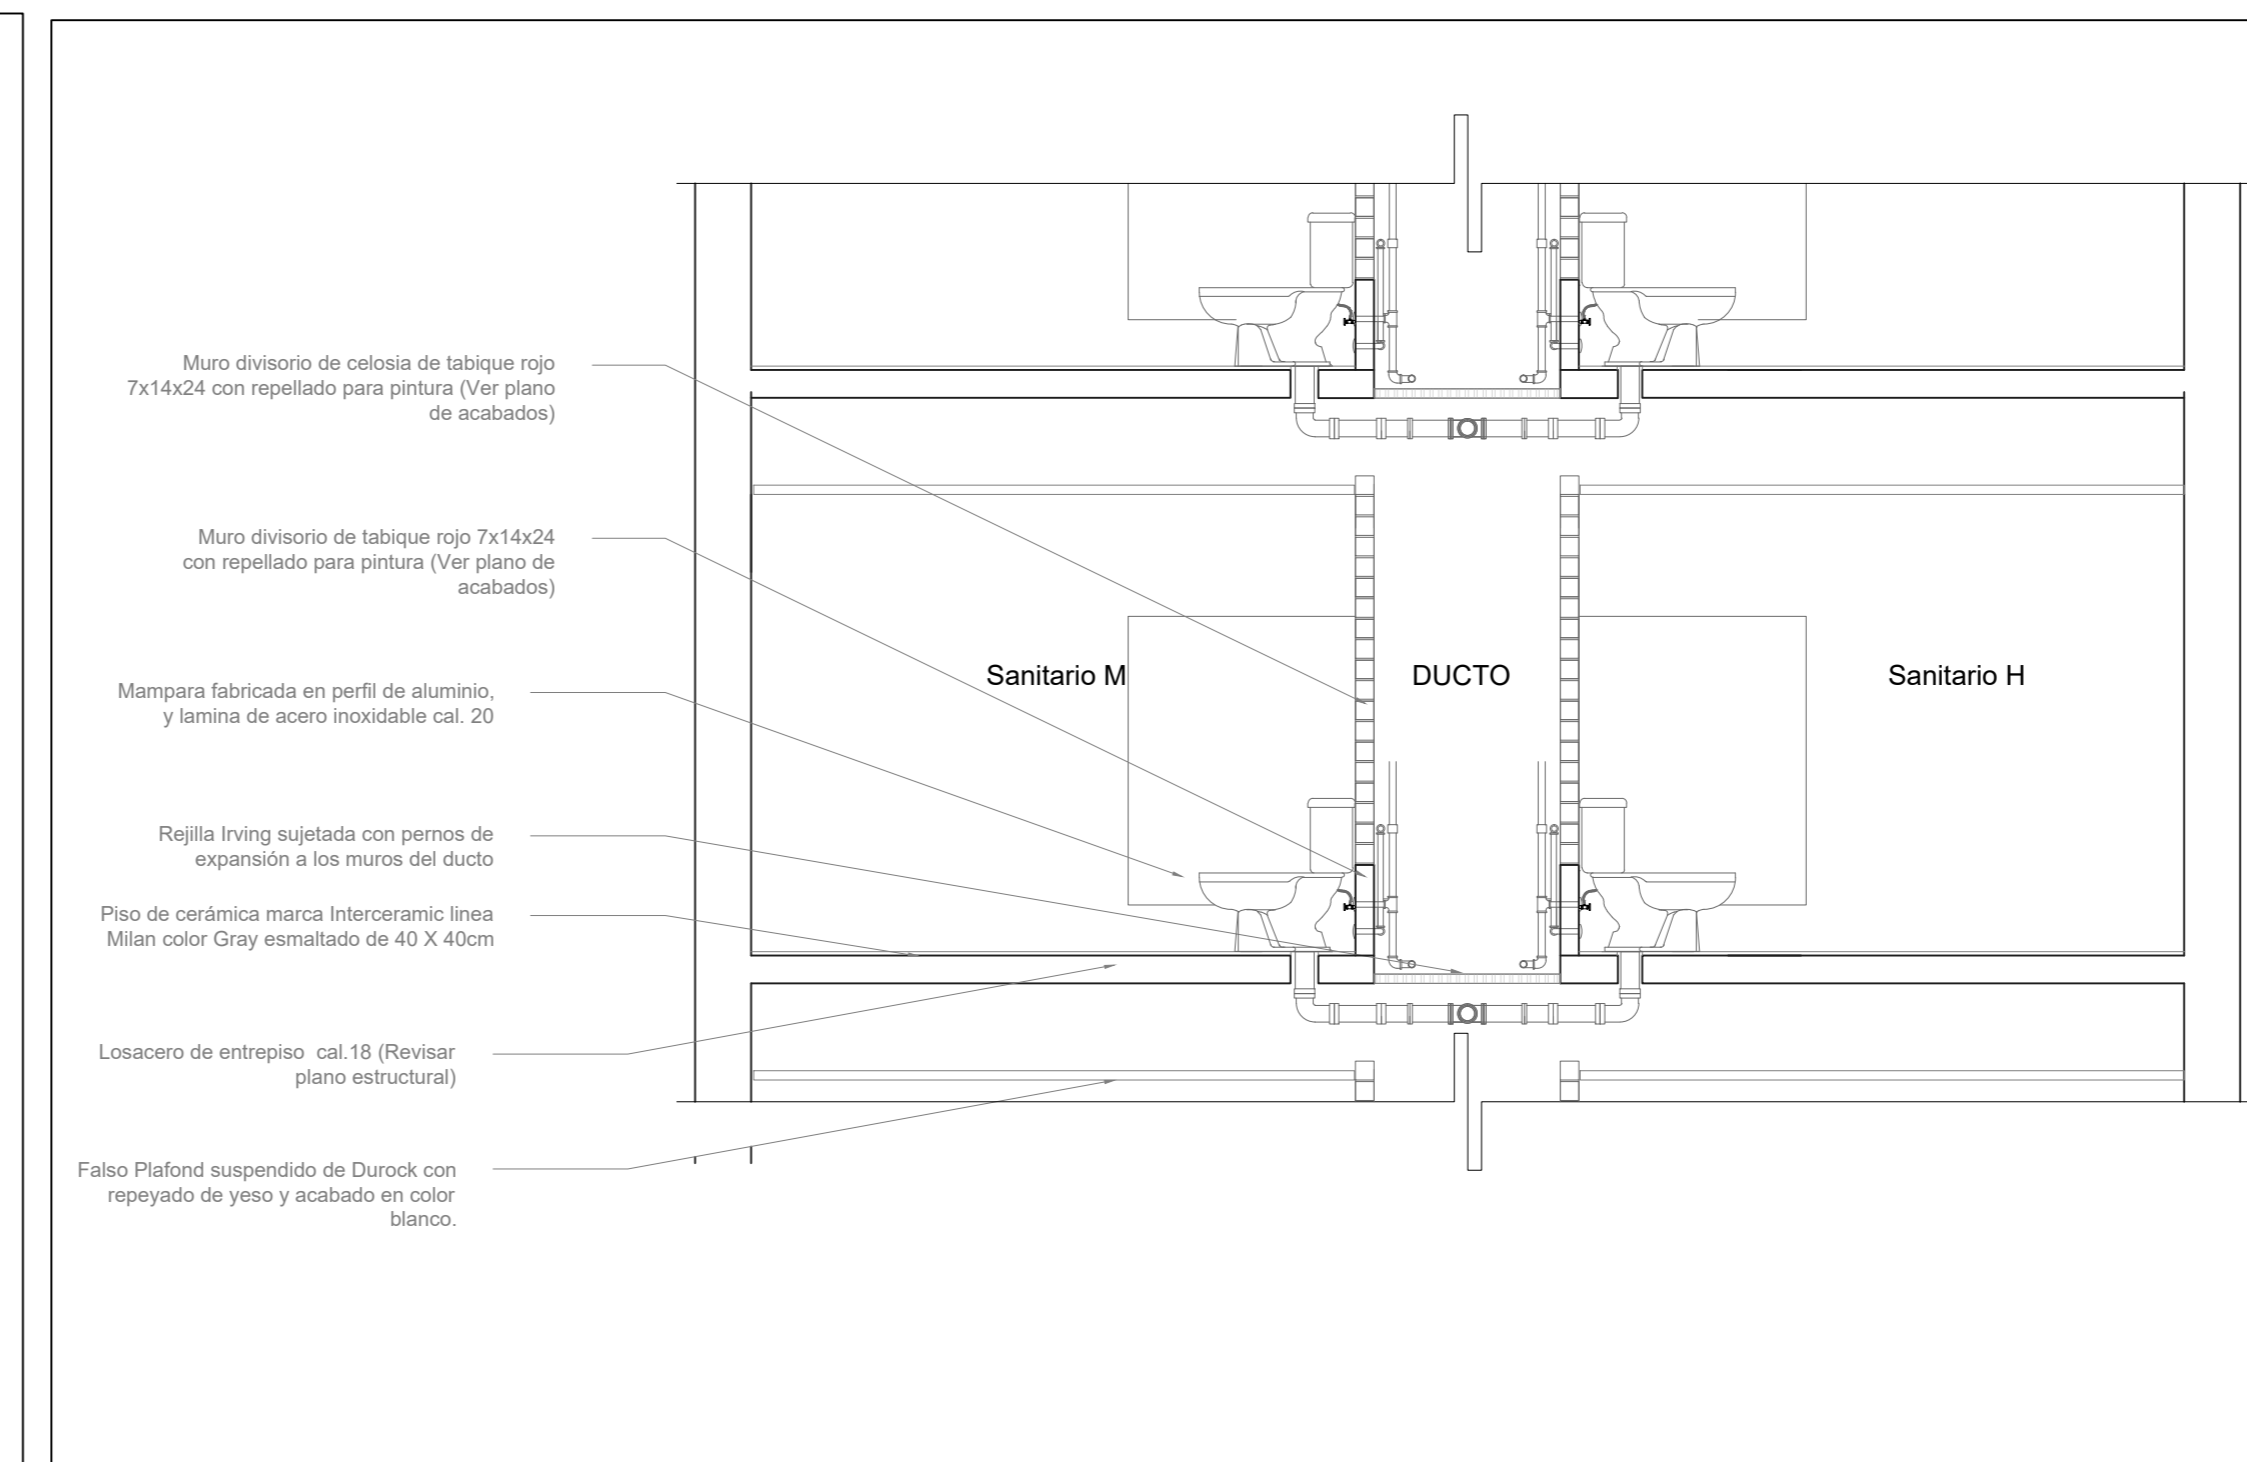 Muro divisorio de celosia de tabique rojo
7x14x24 con repellado para pintura (Ver plano
de acabados)
Muro divisorio de tabique rojo 7x14x24
con repellado para pintura (Ver plano de
acabados)
Mampara fabricada en perfil de aluminio,
y lamina de acero inoxidable cal. 20
Rejilla Irving sujetada con pernos de
expansión a los muros del ducto
Piso de cerámica marca Interceramic linea
Milan color Gray esmaltado de 40 X 40cm
Losacero de entrepiso  cal.18 (Revisar
plano estructural)
Falso Plafond suspendido de Durock con
repeyado de yeso y acabado en color
blanco.
Sanitario M
DUCTO
Sanitario H